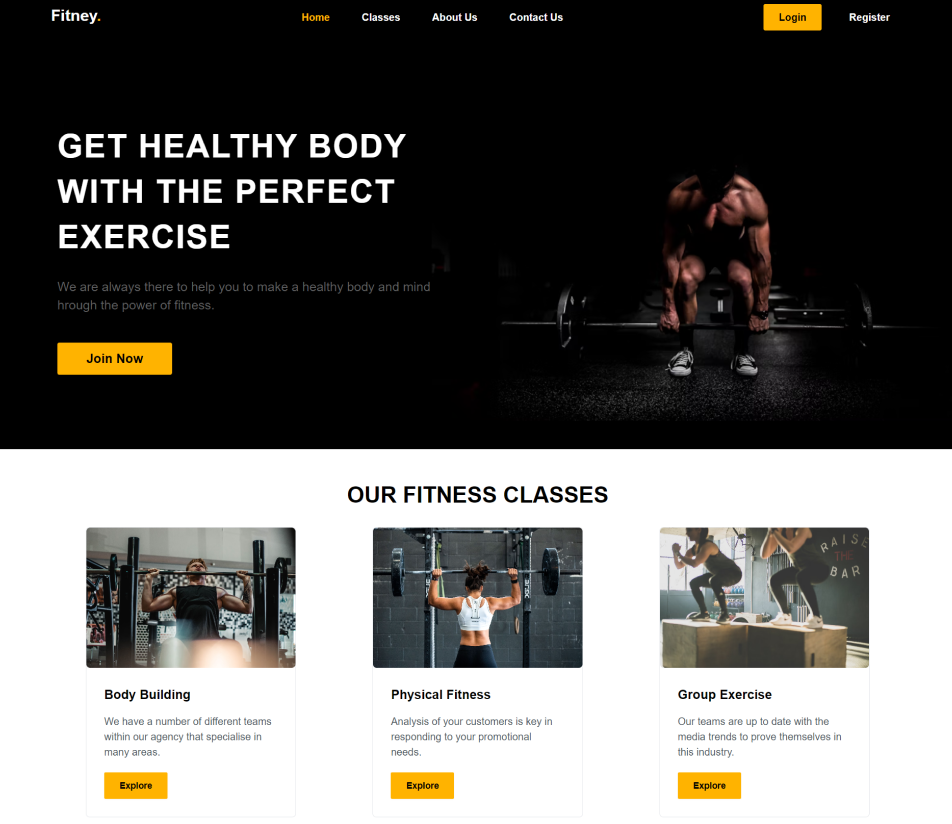 Fitney.
Home Classes About Us Contact Us
Login Register
GET HEALTHY BODY
WITH THE PERFECT
EXERCISE
We are always there to help you to make a healthy body and mind
hrough the power of fitness.
Join Now
OUR FITNESS CLASSES
RAISE
THE
BAR
Body Building
We have a number of different teams
within our agency that specialise in
many areas.
Explore
Physical Fitness
Analysis of your customers is key in
responding to your promotional
needs.
Explore
Group Exercise
Our teams are up to date with the
media trends to prove themselves in
this industry.
Explore